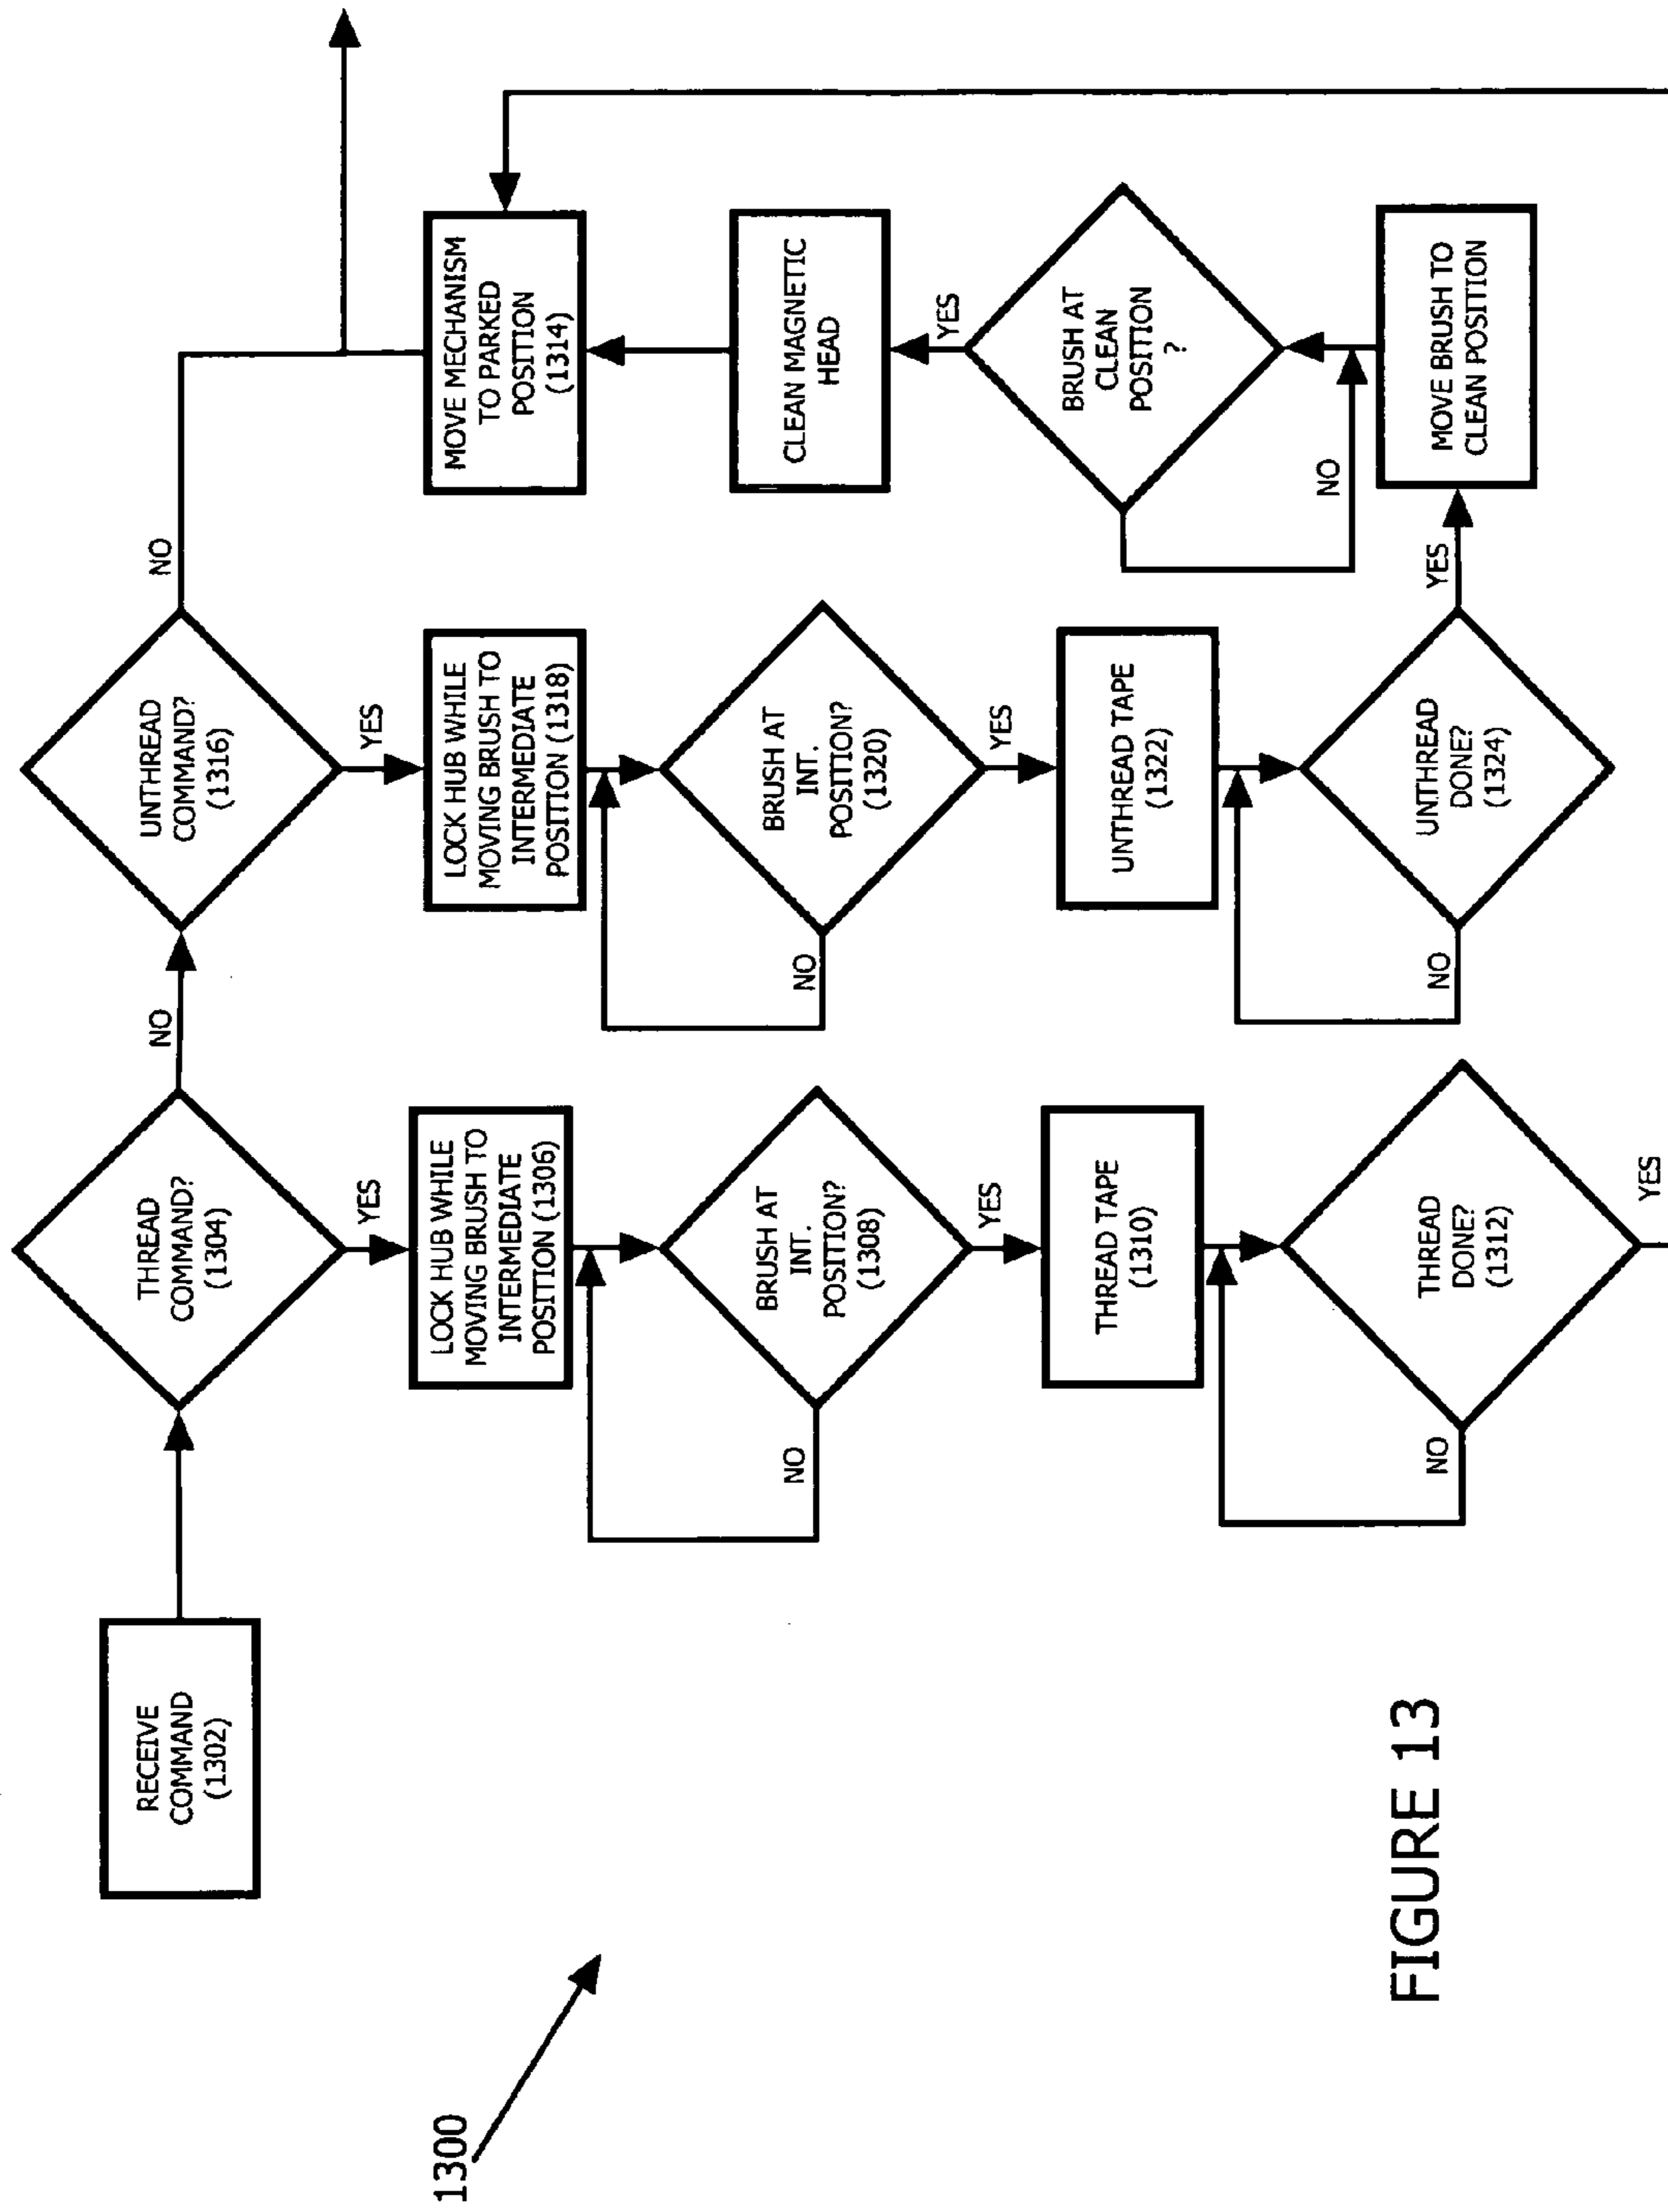 1300
RECEIVE
COMMAND
(1302)
THREAD
COMMAND?
(1304)
NO
YES
LOCK HUB WHILE
MOVING BRUSH TO
INTERMEDIATE
POSITION (1306)
BRUSH AT
INT.
POSITION?
(1308)
NO
YES
THREAD TAPE
(1310)
THREAD
DONE?
(1312)
NO
YES
UNTHREAD
COMMAND?
(1316)
NO
YES
LOCK HUB WHILE
MOVING BRUSH TO
INTERMEDIATE
POSITION (1318)
BRUSH AT
INT.
POSITION?
(1320)
NO
YES
UNTHREAD TAPE
(1322)
UNTHREAD
DONE?
(1324)
NO
YES
MOVE MECHANISM
TO PARKED
POSITION
(1314)
CLEAN MAGNETIC
HEAD
YES
BRUSH AT
CLEAN
POSITION
?
NO
MOVE BRUSH TO
CLEAN POSITION
FIGURE 13